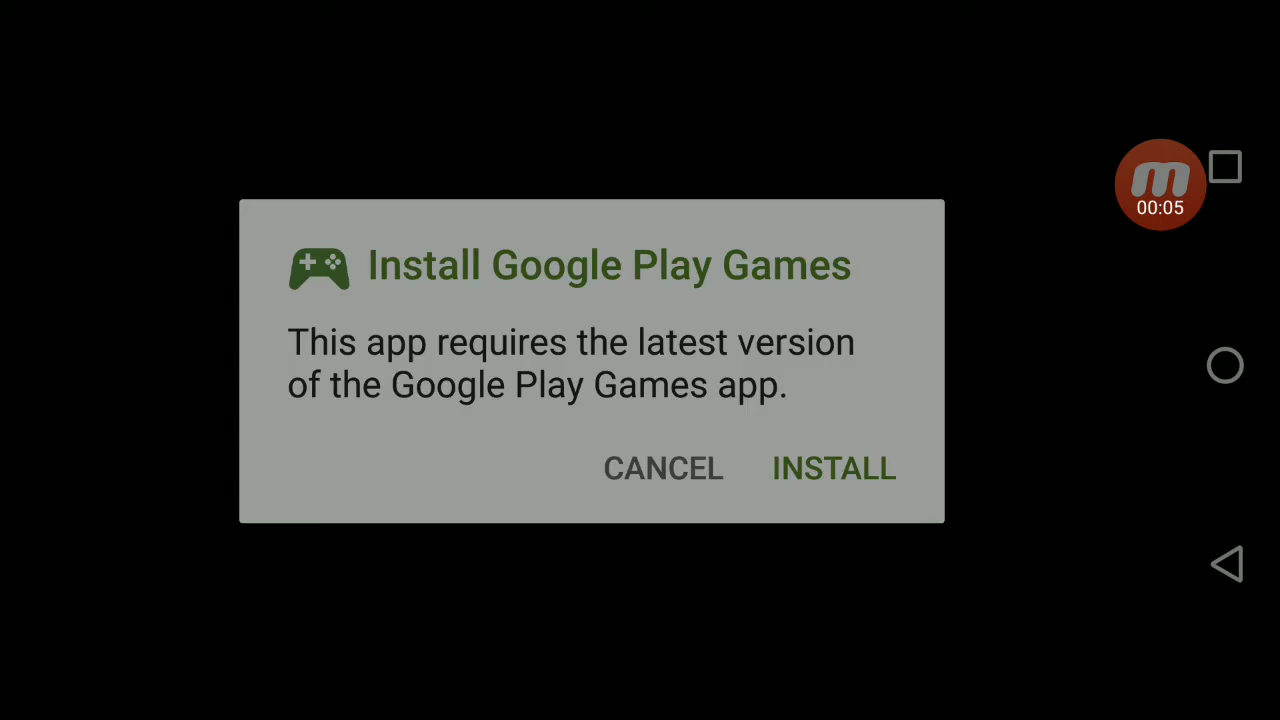 Install Google Play Games
This app requires the latest version
of the Google Play Games app.
CANCEL INSTALL
m
00:05